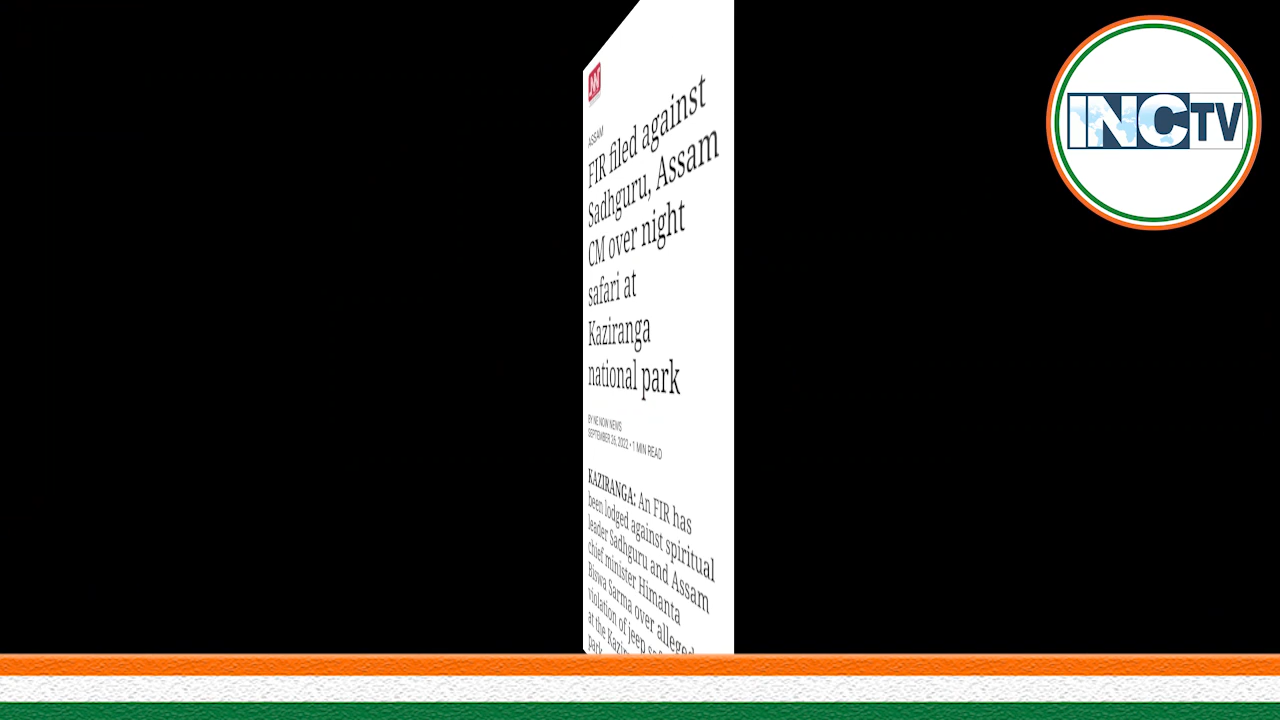 INCTV
ASSAM
FIR filed against
Sadhguru, Assam
CM over night
safari at
Kaziranga
national park
BY NE NOW NEWS
SEPTEMBER 26, 2022 • 1 MIN READ
KAZIRANGA: An FIR has
been lodged against spiritual
leader Sadhguru and Assam
chief minister Himanta
Biswa Sarma over alleged
violation of jeep
at the